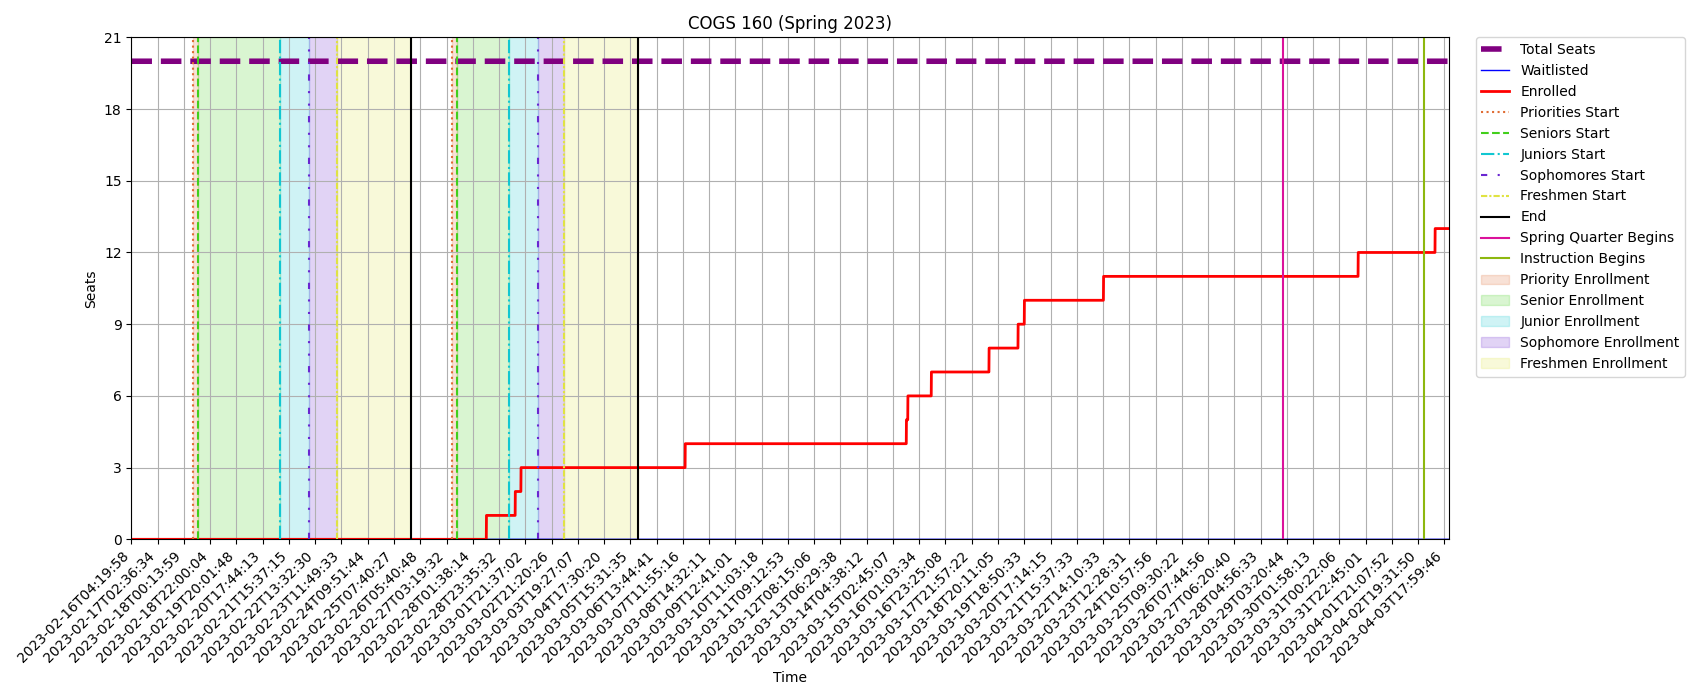 COGS 160 (Spring 2023)
21
18
15
12
9
6
3
0
Seats
2023-02-16T04:19:58
2023-02-17T02:36:34
2023-02-18T00:13:59
2023-02-18T22:00:04
2023-02-19T20:01:48
2023-02-20T17:44:13
2023-02-21T15:37:15
2023-02-22T13:32:30
2023-02-23T11:49:33
2023-02-24T09:51:44
2023-02-25T07:40:27
2023-02-26T05:40:48
2023-02-27T03:19:32
2023-02-28T01:38:14
2023-02-28T23:35:32
2023-03-01T21:37:02
2023-03-02T21:20:26
2023-03-03T19:27:07
2023-03-04T17:30:20
2023-03-05T15:31:35
2023-03-06T13:44:41
2023-03-07T11:55:16
2023-03-08T14:32:11
2023-03-09T12:41:01
2023-03-10T11:03:18
2023-03-11T09:12:53
2023-03-12T08:15:06
2023-03-13T06:29:38
2023-03-14T04:38:12
2023-03-15T02:45:07
2023-03-16T01:03:34
2023-03-16T23:25:08
2023-03-17T21:57:22
2023-03-18T20:11:05
2023-03-19T18:50:33
2023-03-20T17:14:15
2023-03-21T15:37:33
2023-03-22T14:10:33
2023-03-23T12:28:31
2023-03-24T10:57:56
2023-03-25T09:30:22
2023-03-26T07:44:56
2023-03-27T06:20:40
2023-03-28T04:56:33
2023-03-29T03:20:44
2023-03-30T01:58:13
2023-03-31T00:22:06
2023-03-31T22:45:01
2023-04-01T21:07:52
2023-04-02T19:31:50
2023-04-03T17:59:46
Time
Total Seats
Waitlisted
Enrolled
Priorities Start
Seniors Start
Juniors Start
Sophomores Start
Freshmen Start
End
Spring Quarter Begins
Instruction Begins
Priority Enrollment
Senior Enrollment
Junior Enrollment
Sophomore Enrollment
Freshmen Enrollment